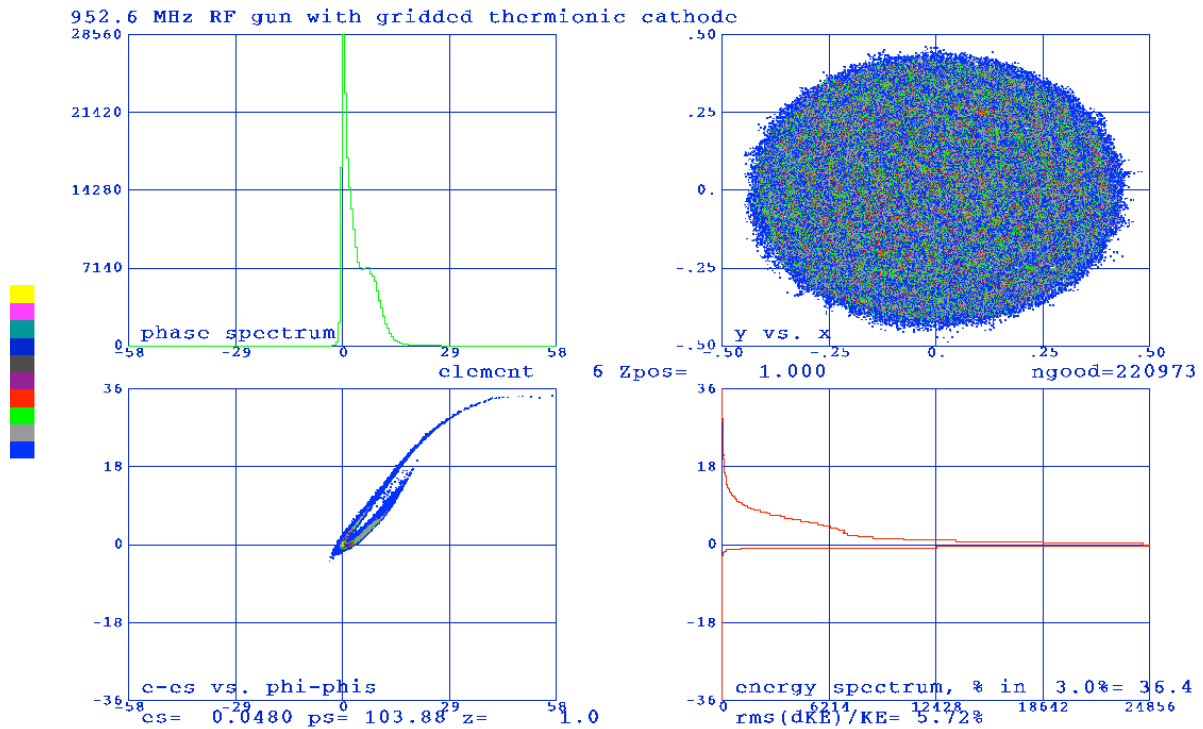 952.6 MHz RF gun with gridded thermionic cathode
28560
21420
14280
7140
0
-58 -29 0 29 58
phase spectrum
.50
.25
0.
-.25
-.50
-.50 -.25 0. .25 .50
y vs. x
element 6 Zpos= 1.000 ngood=220973
36
18
0
-18
-36
e-es vs. phi-phis
-58 -29 0 29 58
es= 0.0480 ps= 103.88 z= 1.0
36
18
0
-18
-36
energy spectrum, % in 3.0%= 36.4
0 6214 12428 18642 24856
rms(dKE)/KE= 5.72%